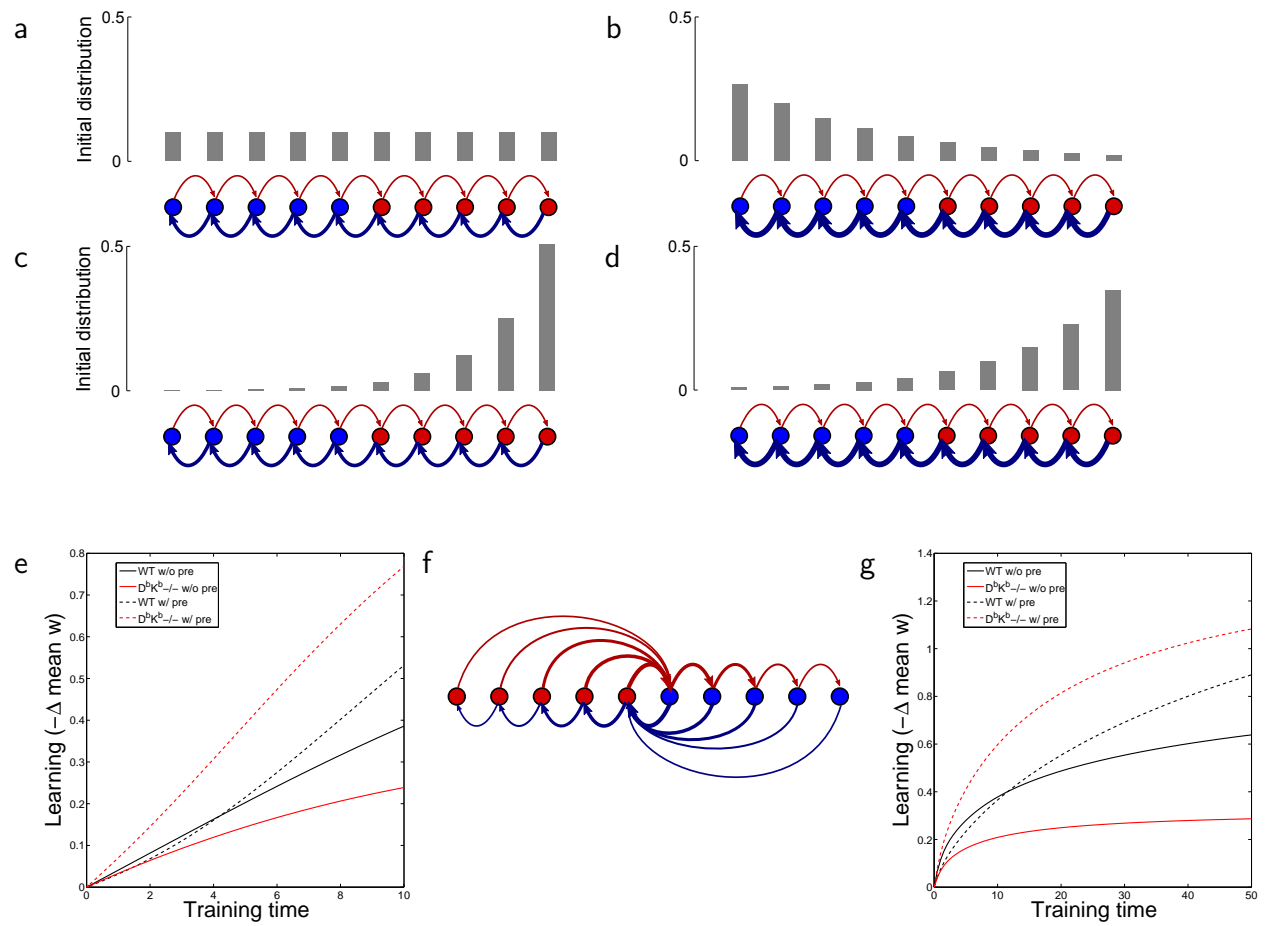 a
0.5
Initial distribution
0
b
0.5
0
c
0.5
Initial distribution
0
d
0.5
0
e
0.8
0.7
0.6
0.5
0.4
0.3
0.2
0.1
0
Learning (−Δ mean w)
WT w/o pre
DᵇKᵇ−/− w/o pre
WT w/ pre
DᵇKᵇ−/− w/ pre
0 2 4 6 8 10
Training time
f
g
1.4
1.2
1
0.8
0.6
0.4
0.2
0
Learning (−Δ mean w)
WT w/o pre
DᵇKᵇ−/− w/o pre
WT w/ pre
DᵇKᵇ−/− w/ pre
0 10 20 30 40 50
Training time